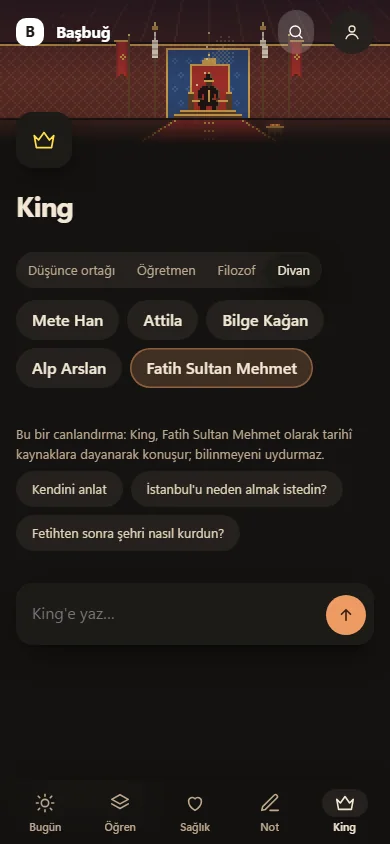 B Başbuğ
King
Düşünce ortağı Öğretmen Filozof Divan
Mete Han Attila Bilge Kağan
Alp Arslan Fatih Sultan Mehmet
Bu bir canlandırma: King, Fatih Sultan Mehmet olarak tarihî
kaynaklara dayanarak konuşur; bilinmeyeni uydurmaz.
Kendini anlat İstanbul'u neden almak istedin?
Fetihten sonra şehri nasıl kurdun?
King'e yaz...
Bugün Öğren Sağlık Not King